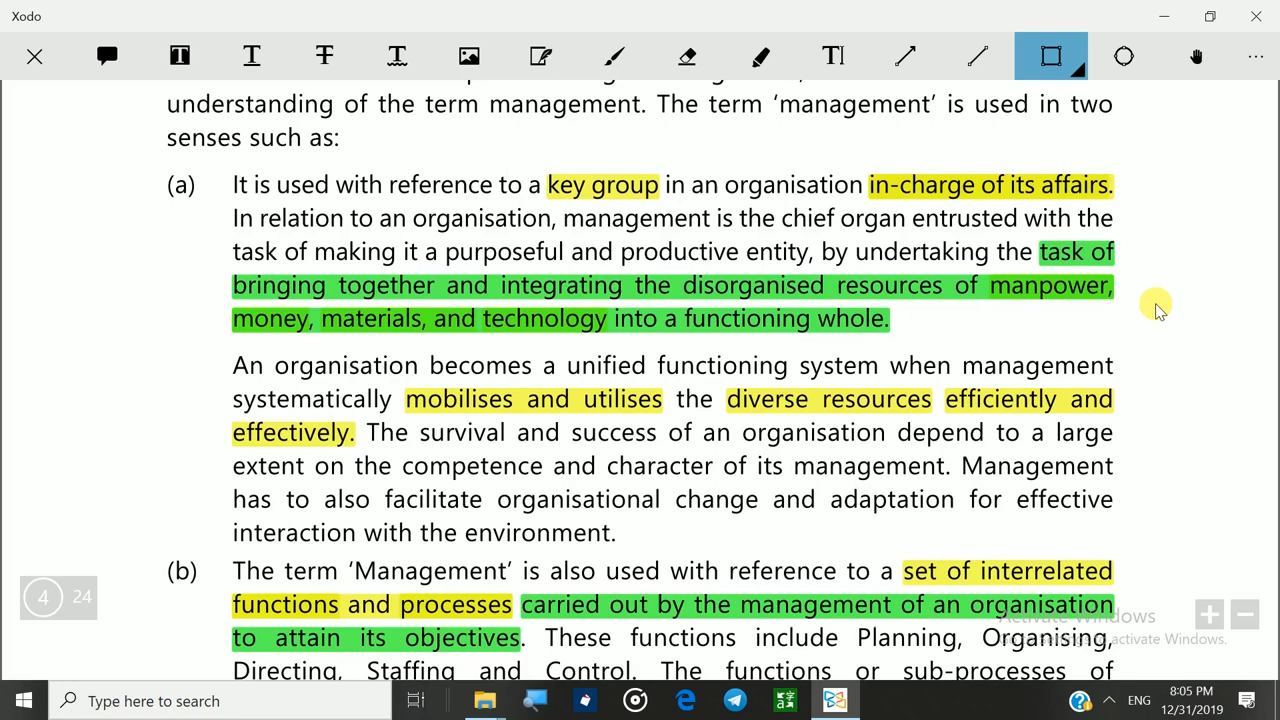 Xodo
understanding of the term management. The term ‘management’ is used in two
senses such as:
(a) It is used with reference to a key group in an organisation in-charge of its affairs.
In relation to an organisation, management is the chief organ entrusted with the
task of making it a purposeful and productive entity, by undertaking the task of
bringing together and integrating the disorganised resources of manpower,
money, materials, and technology into a functioning whole.
An organisation becomes a unified functioning system when management
systematically mobilises and utilises the diverse resources efficiently and
effectively. The survival and success of an organisation depend to a large
extent on the competence and character of its management. Management
has to also facilitate organisational change and adaptation for effective
interaction with the environment.
(b) The term ‘Management’ is also used with reference to a set of interrelated
functions and processes carried out by the management of an organisation
to attain its objectives. These functions include Planning, Organising,
Directing, Staffing and Control. The functions or sub-processes of
4 24
Activate Windows
activate Windows.
Type here to search
ENG
8:05 PM
12/31/2019